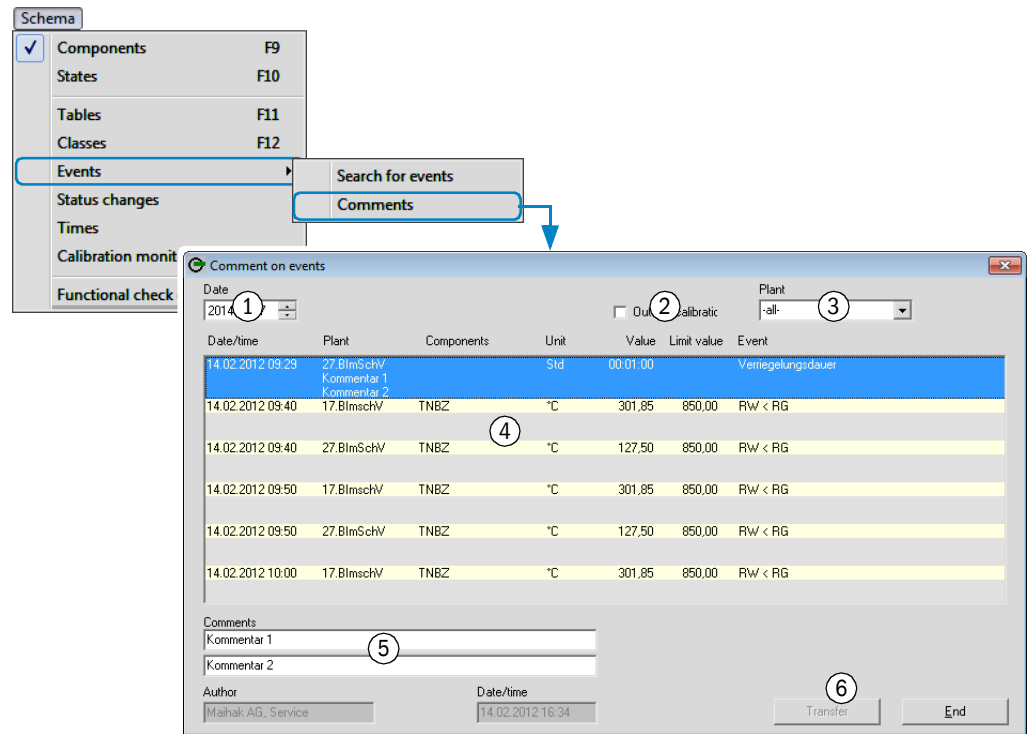 Schema
Components F9
States F10
Tables F11
Classes F12
Events
Search for events
Status changes
Comments
Times
Calibration monit
Functional check
Comment on events
Date
Plant
2014 1
2
-all- 3
Date/time Plant Components Unit Value Limit value Event
14.02.2012 09:29 27.BImSchV Std 00:01:00 Verriegelungsdauer
Kommentar 1
Kommentar 2
14.02.2012 09:40 17.BImschV TNBZ °C 301,85 850,00 RW < RG
4
14.02.2012 09:40 27.BImSchV TNBZ °C 127,50 850,00 RW < RG
14.02.2012 09:50 17.BImschV TNBZ °C 301,85 850,00 RW < RG
14.02.2012 09:50 27.BImSchV TNBZ °C 127,50 850,00 RW < RG
14.02.2012 10:00 17.BImschV TNBZ °C 301,85 850,00 RW < RG
Comments
Kommentar 1
5
Kommentar 2
Author Date/time
6
Maihak AG, Service 14.02.2012 16:34 Transfer End